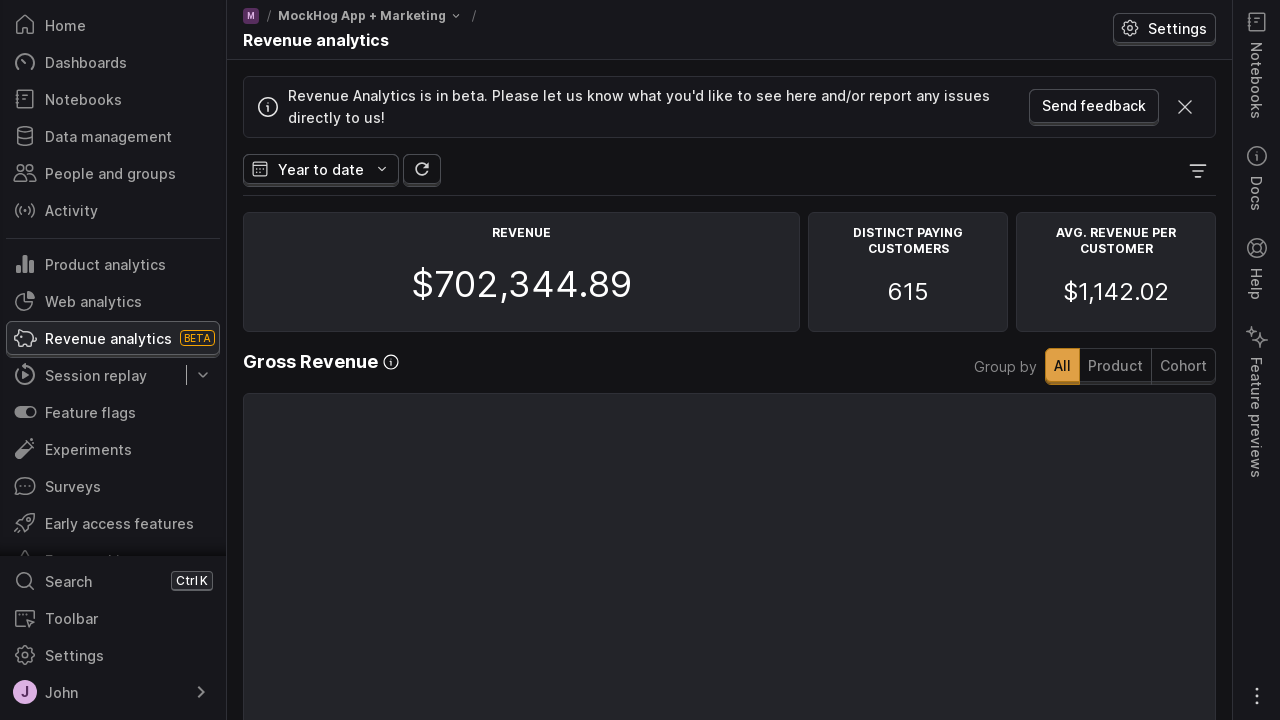 Home
Dashboards
Notebooks
Data management
People and groups
Activity
Product analytics
Web analytics
Revenue analytics BETA
Session replay
Feature flags
Experiments
Surveys
Early access features
Search Ctrl K
Toolbar
Settings
J John
M / MockHog App + Marketing /
Revenue analytics
Settings
Revenue Analytics is in beta. Please let us know what you'd like to see here and/or report any issues
directly to us!
Send feedback
Year to date
REVENUE
$702,344.89
DISTINCT PAYING
CUSTOMERS
615
AVG. REVENUE PER
CUSTOMER
$1,142.02
Gross Revenue
Group by All Product Cohort
Notebooks
Docs
Help
Feature previews